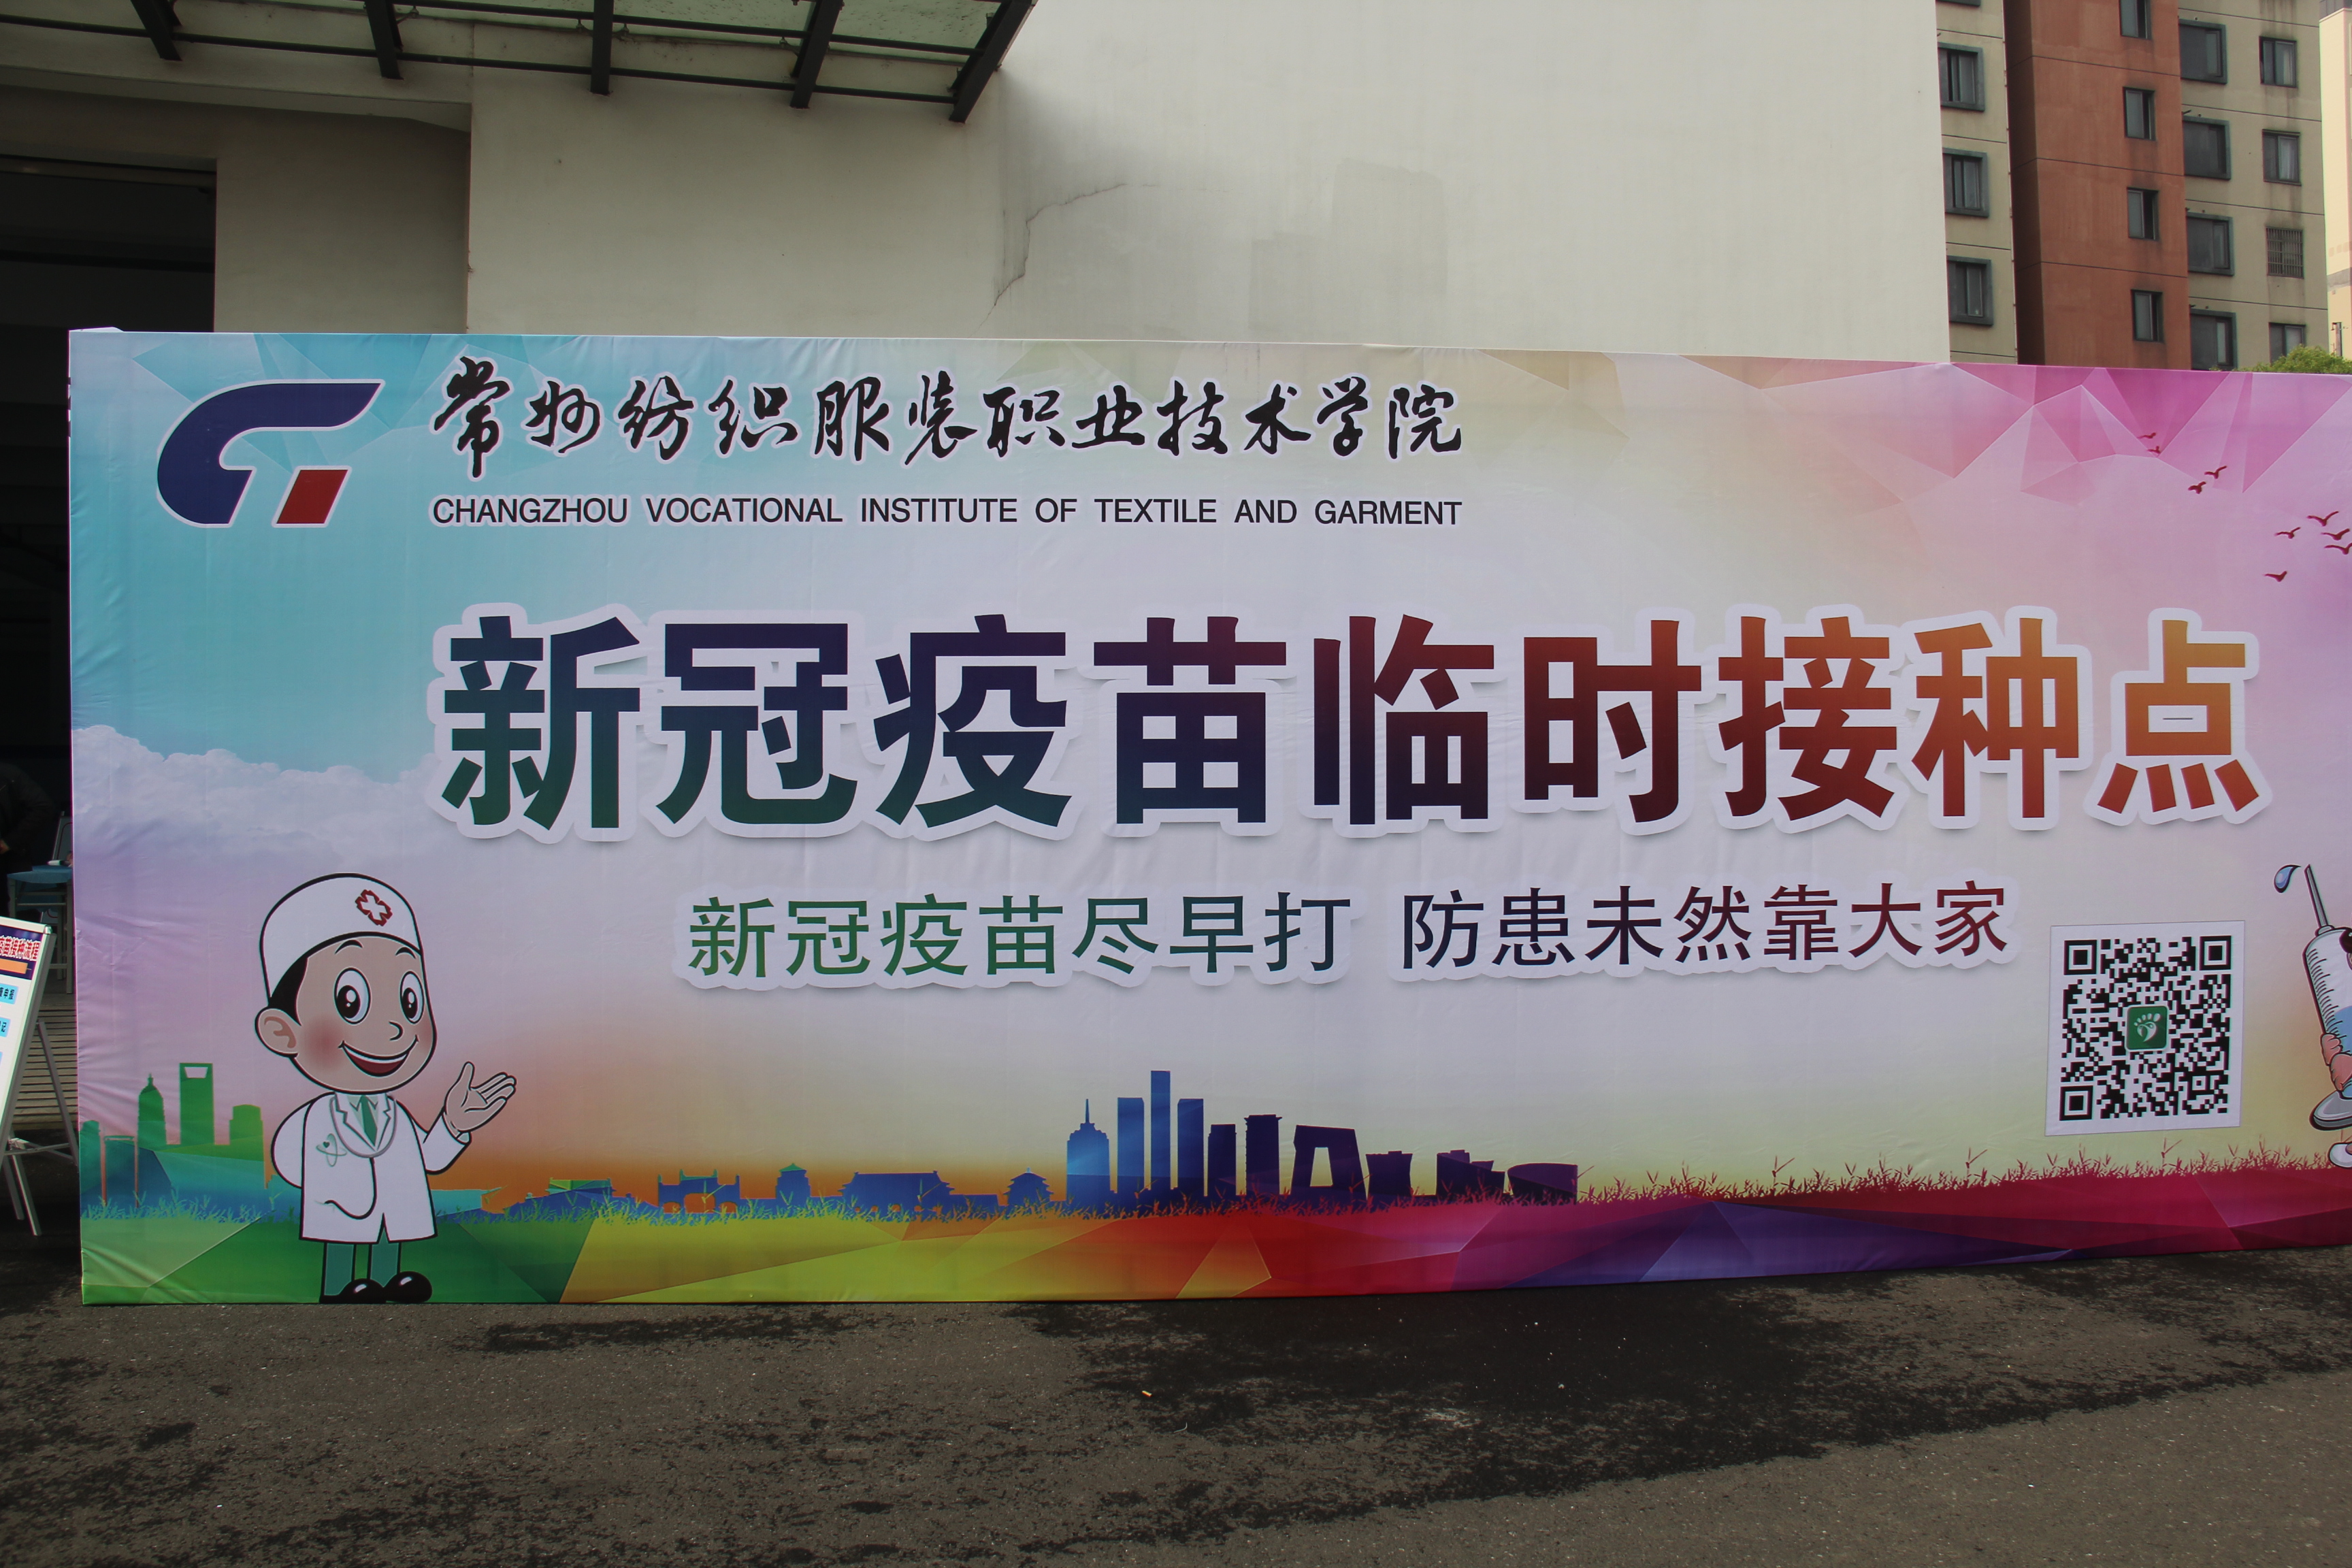 常州纺织服装职业技术学院
CHANGZHOU VOCATIONAL INSTITUTE OF TEXTILE AND GARMENT
新冠疫苗临时接种点
新冠疫苗尽早打 防患未然靠大家